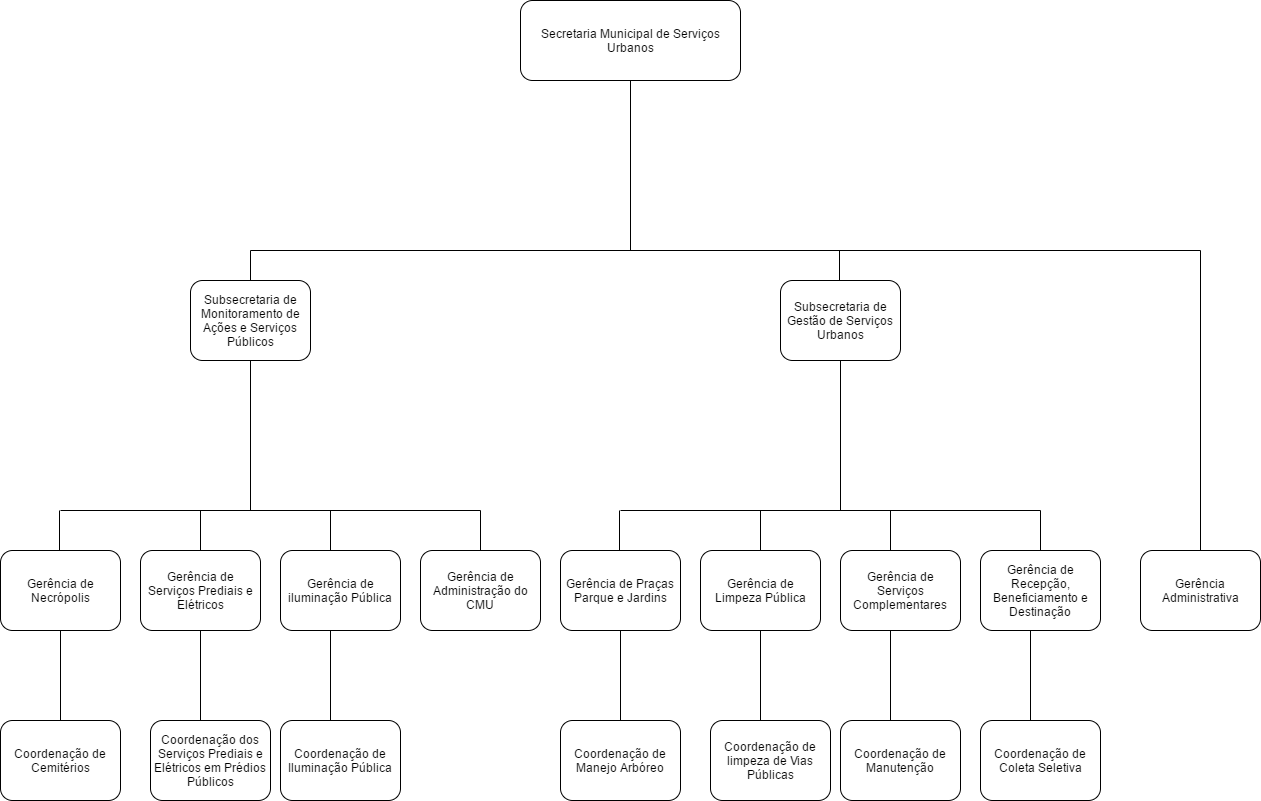 Secretaria Municipal de Serviços
Urbanos
Subsecretaria de
Monitoramento de
Ações e Serviços
Públicos
Subsecretaria de
Gestão de Serviços
Urbanos
Gerência de
Necrópolis
Gerência de
Serviços Prediais e
Elétricos
Gerência de
iluminação Pública
Gerência de
Administração do
CMU
Gerência de Praças
Parque e Jardins
Gerência de
Limpeza Pública
Gerência de
Serviços
Complementares
Gerência de
Recepção,
Beneficiamento e
Destinação
Gerência
Administrativa
Coordenação de
Cemitérios
Coordenação dos
Serviços Prediais e
Elétricos em Prédios
Públicos
Coordenação de
Iluminação Pública
Coordenação de
Manejo Arbóreo
Coordenação de
limpeza de Vias
Públicas
Coordenação de
Manutenção
Coordenação de
Coleta Seletiva